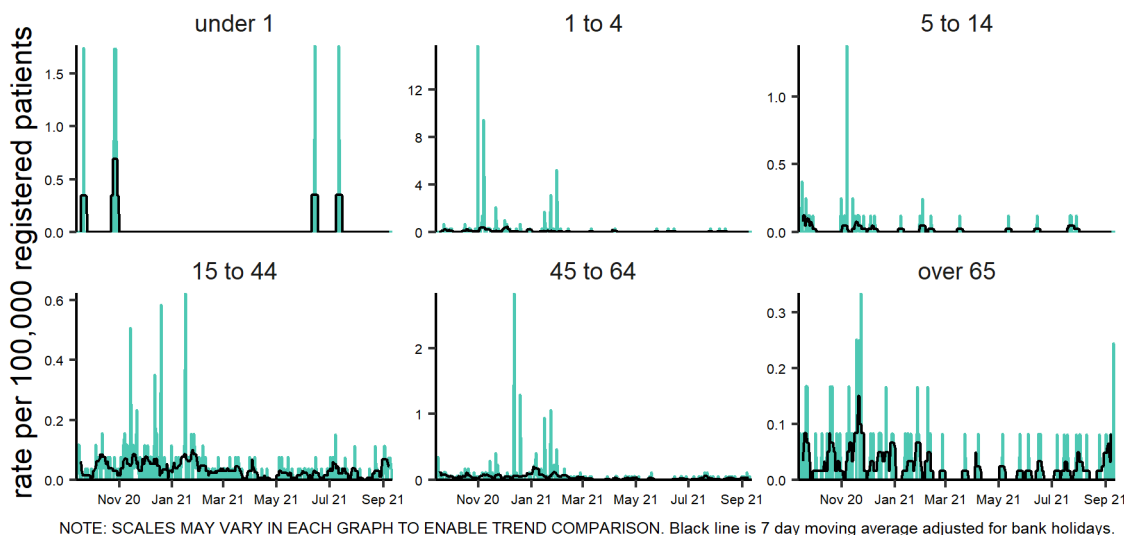 rate per 100,000 registered patients
under 1
1.5
1.0
0.5
0.0
1 to 4
12
8
4
0
5 to 14
1.0
0.5
0.0
15 to 44
0.6
0.4
0.2
0.0
Nov 20 Jan 21 Mar 21 May 21 Jul 21 Sep 21
45 to 64
2
1
0
Nov 20 Jan 21 Mar 21 May 21 Jul 21 Sep 21
over 65
0.3
0.2
0.1
0.0
Nov 20 Jan 21 Mar 21 May 21 Jul 21 Sep 21
NOTE: SCALES MAY VARY IN EACH GRAPH TO ENABLE TREND COMPARISON. Black line is 7 day moving average adjusted for bank holidays.